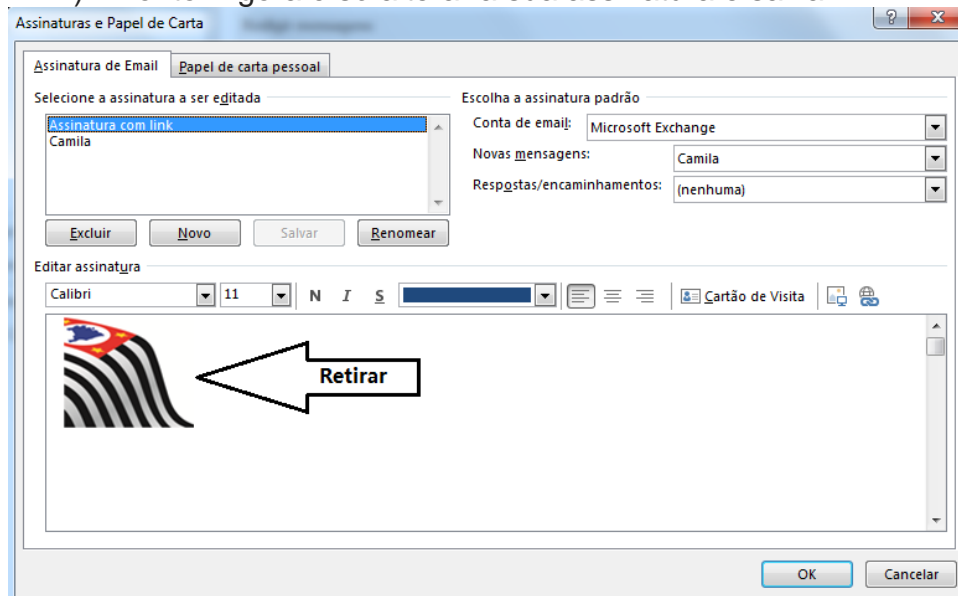 Assinaturas e Papel de Carta
? X
Assinatura de Email Papel de carta pessoal
Selecione a assinatura a ser editada
Assinatura com link
Camila
Excluir Novo Salvar Renomear
Escolha a assinatura padrão
Conta de email: Microsoft Exchange
Novas mensagens: Camila
Respostas/encaminhamentos: (nenhuma)
Editar assinatura
Calibri 11 N I S Cartão de Visita
Retirar
OK Cancelar